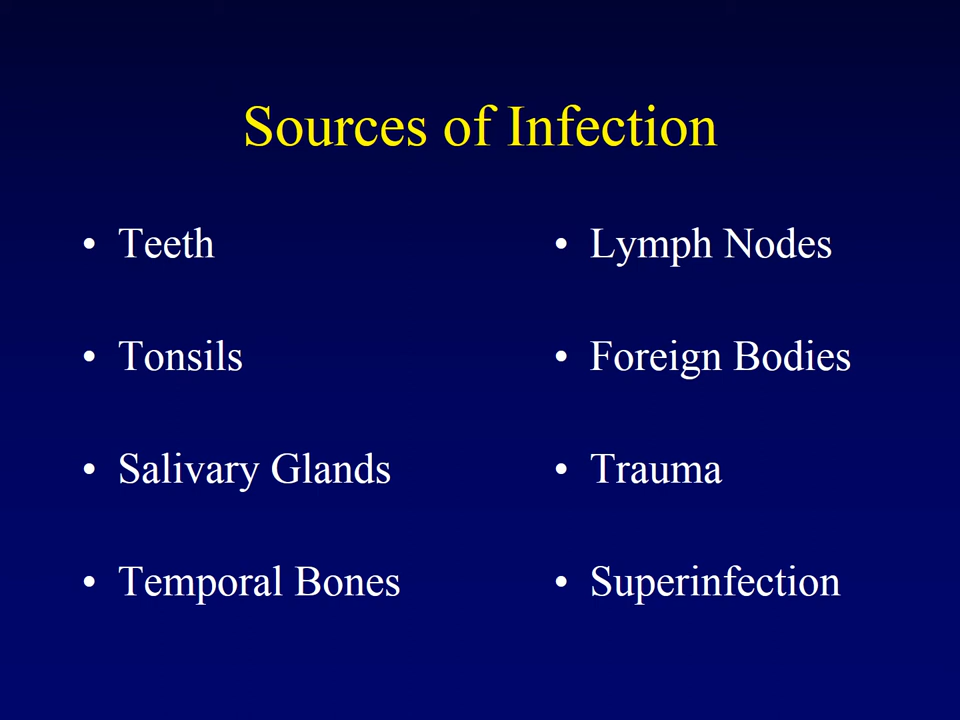 Sources of Infection
• Teeth
• Tonsils
• Salivary Glands
• Temporal Bones
• Lymph Nodes
• Foreign Bodies
• Trauma
• Superinfection